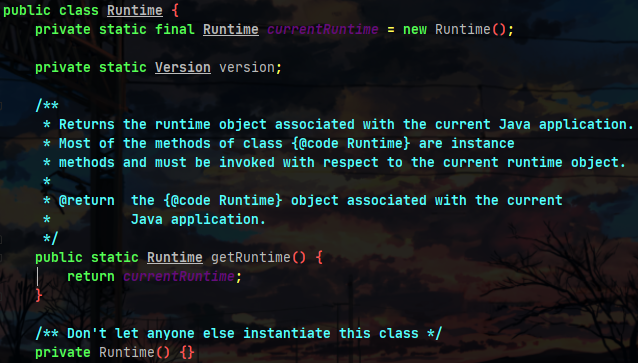 public class Runtime {
    private static final Runtime currentRuntime = new Runtime();
    private static Version version;
    /**
     * Returns the runtime object associated with the current Java application.
     * Most of the methods of class {@code Runtime} are instance
     * methods and must be invoked with respect to the current runtime object.
     *
     * @return  the {@code Runtime} object associated with the current
     *          Java application.
     */
    public static Runtime getRuntime() {
        return currentRuntime;
    }
    /** Don't let anyone else instantiate this class */
    private Runtime() {}